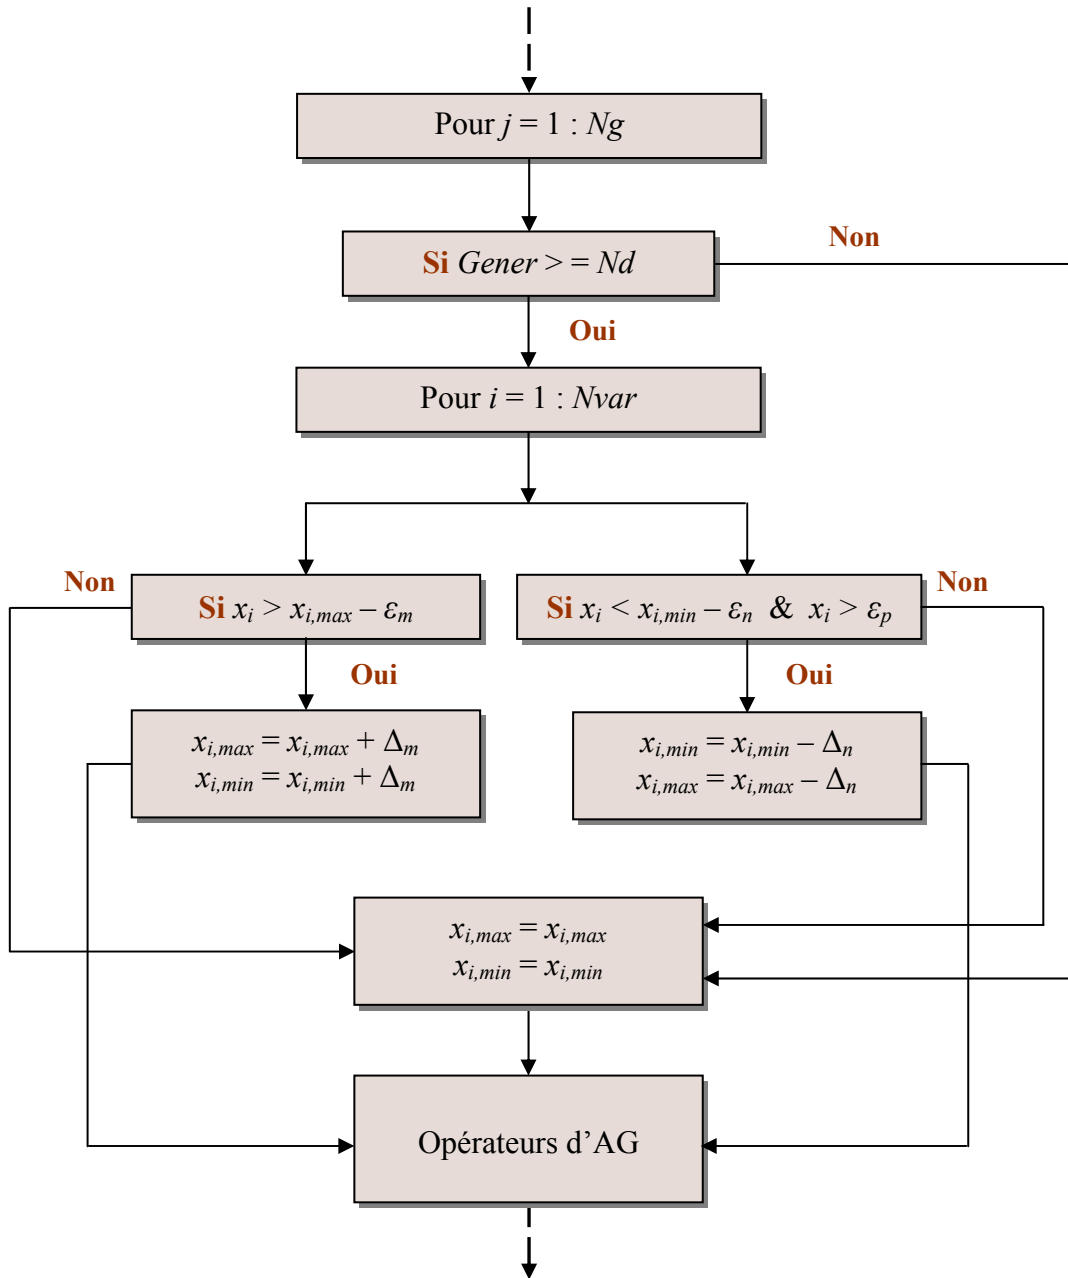 Pour j = 1 : Ng
Non
Si Gener > = Nd
Oui
Pour i = 1 : Nvar
Non
Non
Si x_{i,max} > x_{i,max} – ε_m
Si x_i < x_{i,min} – ε_n & x_i > ε_p
Oui
Oui
x_{i,max} = x_{i,max} + Δ_m
x_{i,min} = x_{i,min} + Δ_m
x_{i,min} = x_{i,min} – Δ_n
x_{i,max} = x_{i,max} – Δ_n
x_{i,max} = x_{i,max}
x_{i,min} = x_{i,min}
Opérateurs d’AG